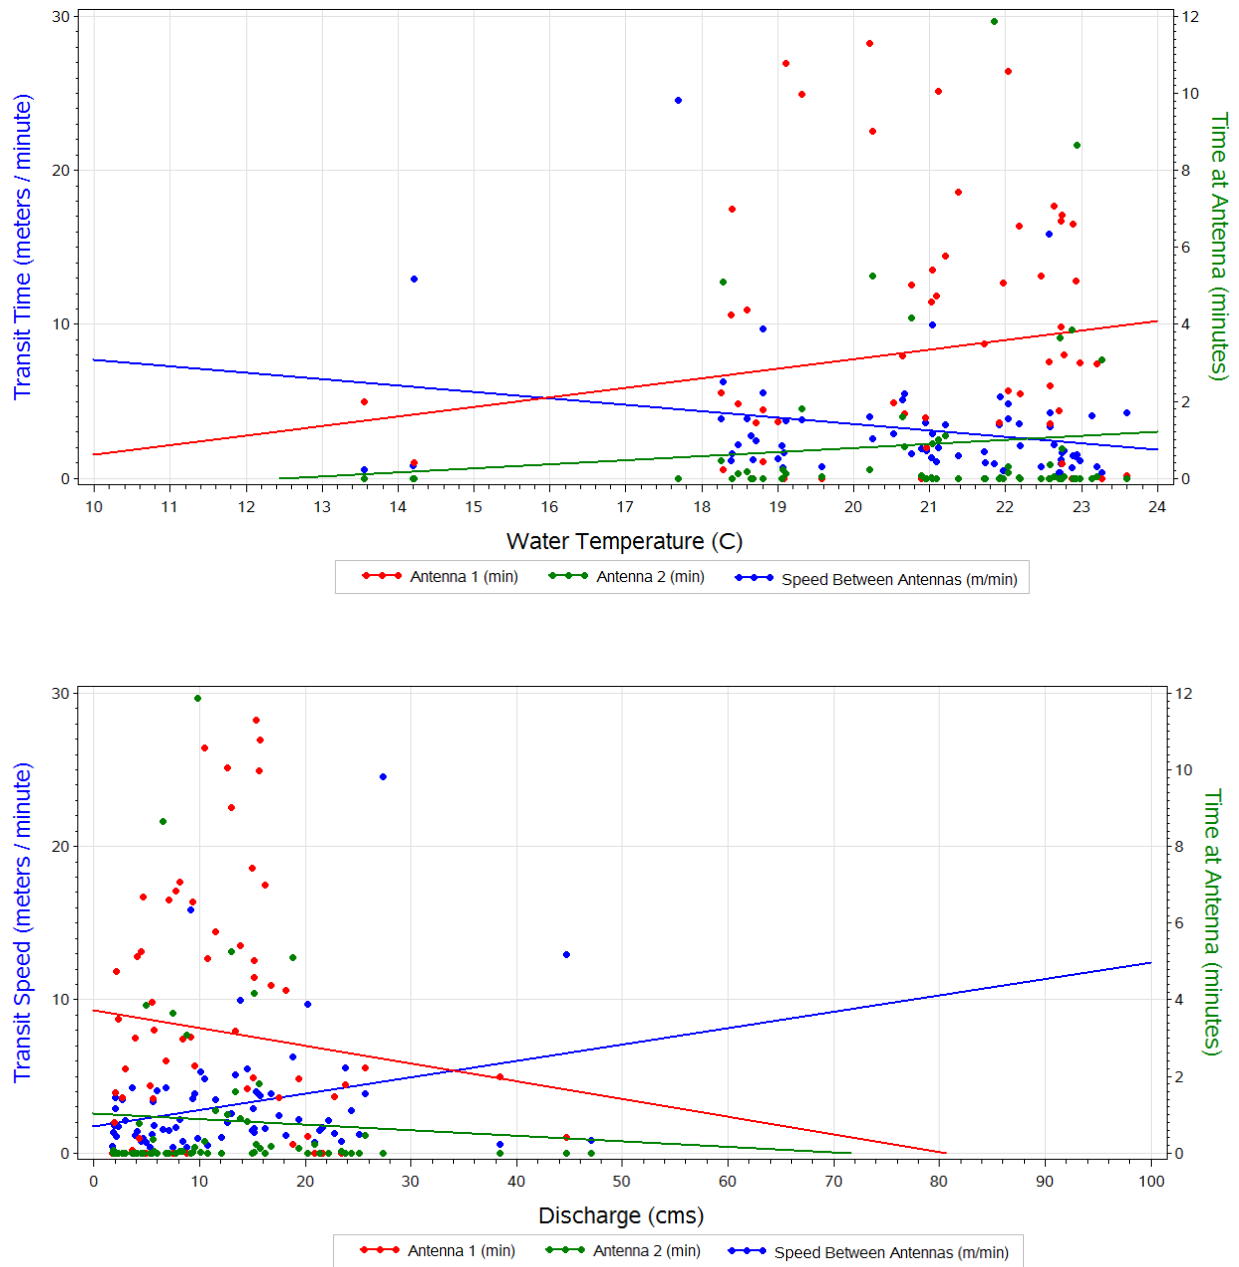 30
20
10
0
Transit Time (meters / minute)
12
10
8
6
4
2
0
Time at Antenna (minutes)
10 11 12 13 14 15 16 17 18 19 20 21 22 23 24
Water Temperature (C)
Antenna 1 (min) Antenna 2 (min) Speed Between Antennas (m/min)
30
20
10
0
Transit Speed (meters / minute)
12
10
8
6
4
2
0
Time at Antenna (minutes)
0 10 20 30 40 50 60 70 80 90 100
Discharge (cms)
Antenna 1 (min) Antenna 2 (min) Speed Between Antennas (m/min)